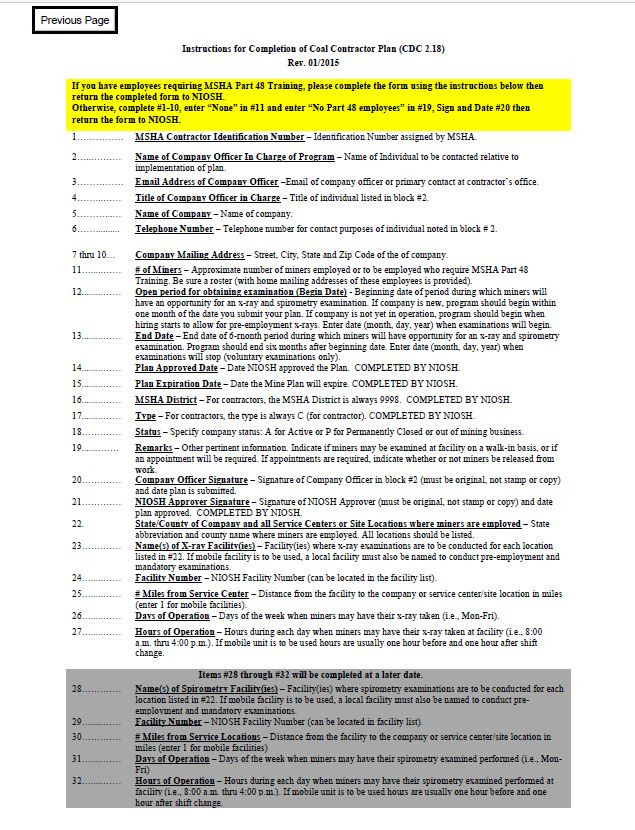 Previous Page
Instructions for Completion of Coal Contractor Plan (CDC 2.18)
Rev. 01/2015
If you have employees requiring MSHA Part 48 Training, please complete the form using the instructions below then
return the completed form to NIOSH.
Otherwise, complete #1-10, enter “None” in #11 and enter “No Part 48 employees” in #19, Sign and Date #20 then
return the form to NIOSH.
1…………… MSHA Contractor Identification Number – Identification Number assigned by MSHA.
2..………… Name of Company Officer In Charge of Program – Name of Individual to be contacted relative to
implementation of plan.
3…………… Email Address of Company Officer –Email of company officer or primary contact at contractor’s office.
4…………… Title of Company Officer in Charge – Title of individual listed in block #2.
5…………… Name of Company – Name of company.
6…………… Telephone Number – Telephone number for contact purposes of individual noted in block # 2.
7 thru 10… Company Mailing Address – Street, City, State and Zip Code of the of company.
11………… # of Miners – Approximate number of miners employed or to be employed who require MSHA Part 48
Training. Be sure a roster (with home mailing addresses of these employees is provided).
12………… Open period for obtaining examination (Begin Date) - Beginning date of period during which miners will
have an opportunity for an x-ray and spirometry examination. If company is new, program should begin within
one month of the date you submit your plan. If company is not yet in operation, program should begin when
hiring starts to allow for pre-employment x-rays. Enter date (month, day, year) when examinations will begin.
13………… End Date – End date of 6-month period during which miners will have opportunity for an x-ray and spirometry
examination. Program should end six months after beginning date. Enter date (month, day, year) when
examinations will stop (voluntary examinations only).
14………… Plan Approved Date – Date NIOSH approved the Plan. COMPLETED BY NIOSH.
15………… Plan Expiration Date – Date the Mine Plan will expire. COMPLETED BY NIOSH.
16………… MSHA District – For contractors, the MSHA District is always 9998. COMPLETED BY NIOSH.
17………… Type – For contractors, the type is always C (for contractor). COMPLETED BY NIOSH.
18………… Status – Specify company status: A for Active or P for Permanently Closed or out of mining business.
19………… Remarks – Other pertinent information. Indicate if miners may be examined at facility on a walk-in basis, or if
an appointment will be required. If appointments are required, indicate whether or not miners will be released from
work.
20………… Company Officer Signature – Signature of Company Officer in block #2 (must be original, not stamp or copy)
and date plan is submitted.
21………… NIOSH Approver Signature – Signature of NIOSH Approver (must be original, not stamp or copy) and date
plan approved. COMPLETED BY NIOSH.
22. State/County of Company and all Service Centers or Site Locations where miners are employed – State
abbreviation and county name where miners are employed. All locations should be listed.
23………… Name(s) of X-ray Facility(ies) – Facility(ies) where x-ray examinations are to be conducted for each location
listed in #22. If mobile facility is to be used, a local facility must also be named to conduct pre-employment and
mandatory examinations.
24………… Facility Number – NIOSH Facility Number (can be located in the facility list).
25………… # Miles from Service Center – Distance from the facility to the company or service center/site location in miles
(enter 1 for mobile facilities).
26………… Days of Operation – Days of the week when miners may have their x-ray taken (i.e., Mon-Fri).
27………… Hours of Operation – Hours during each day when miners may have their x-ray taken at facility (i.e., 8:00
a.m. thru 4:00 p.m.). If mobile unit is to be used hours are usually one hour before and one hour after shift
change.
Items #28 through #32 will be completed at a later date.
28………… Name(s) of Spirometry Facility(ies) – Facility(ies) where spirometry examinations are to be conducted for each
location listed in #22. If mobile facility is to be used, a local facility must also be named to conduct pre-
employment and mandatory examinations.
29………… Facility Number – NIOSH Facility Number (can be located in facility list).
30………… # Miles from Service Locations – Distance from the facility to the company or service center/site location in
miles (enter 1 for mobile facilities)
31………… Days of Operation – Days of the week when miners may have their spirometry examined performed (i.e., Mon-
Fri)
32………… Hours of Operation – Hours during each day when miners may have their spirometry examined performed at
facility (i.e., 8:00 a.m. thru 4:00 p.m.). If mobile unit is to be used hours are usually one hour before and one
hour after shift change.